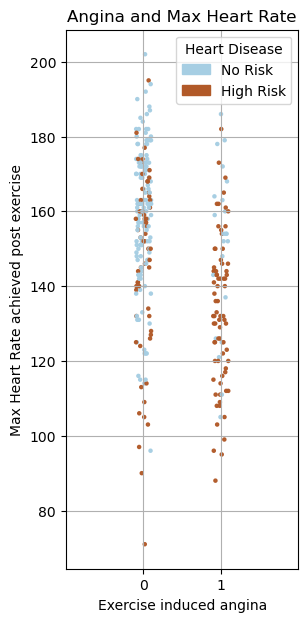 Angina and Max Heart Rate
Heart Disease
No Risk
High Risk
Max Heart Rate achieved post exercise
200
180
160
140
120
100
80
0
1
Exercise induced angina